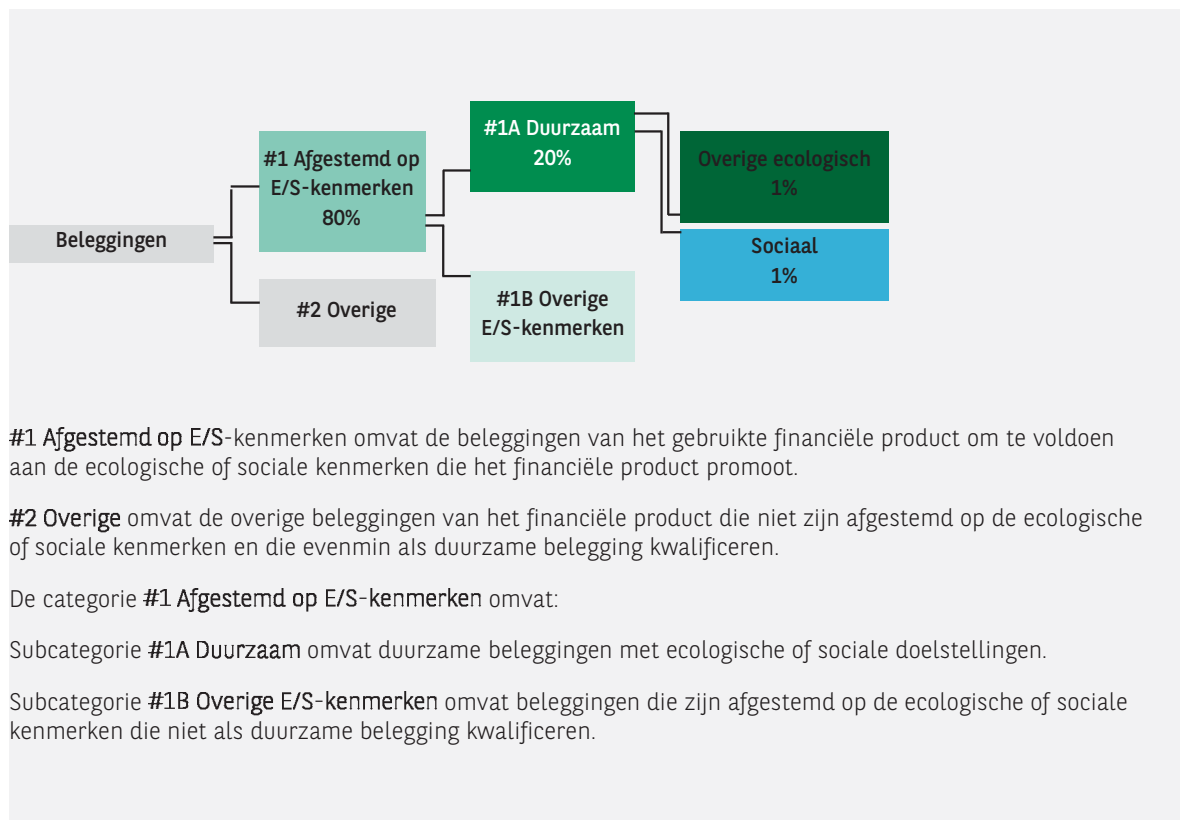 Beleggingen
#1 Afgestemd op
E/S-kenmerken
80%
#2 Overige
#1A Duurzaam
20%
#1B Overige
E/S-kenmerken
Overige ecologisch
1%
Sociaal
1%
#1 Afgestemd op E/S-kenmerken omvat de beleggingen van het gebruikte financiële product om te voldoen
aan de ecologische of sociale kenmerken die het financiële product promoot.
#2 Overige omvat de overige beleggingen van het financiële product die niet zijn afgestemd op de ecologische
of sociale kenmerken en die evenmin als duurzame belegging kwalificeren.
De categorie #1 Afgestemd op E/S-kenmerken omvat:
Subcategorie #1A Duurzaam omvat duurzame beleggingen met ecologische of sociale doelstellingen.
Subcategorie #1B Overige E/S-kenmerken omvat beleggingen die zijn afgestemd op de ecologische of sociale
kenmerken die niet als duurzame belegging kwalificeren.